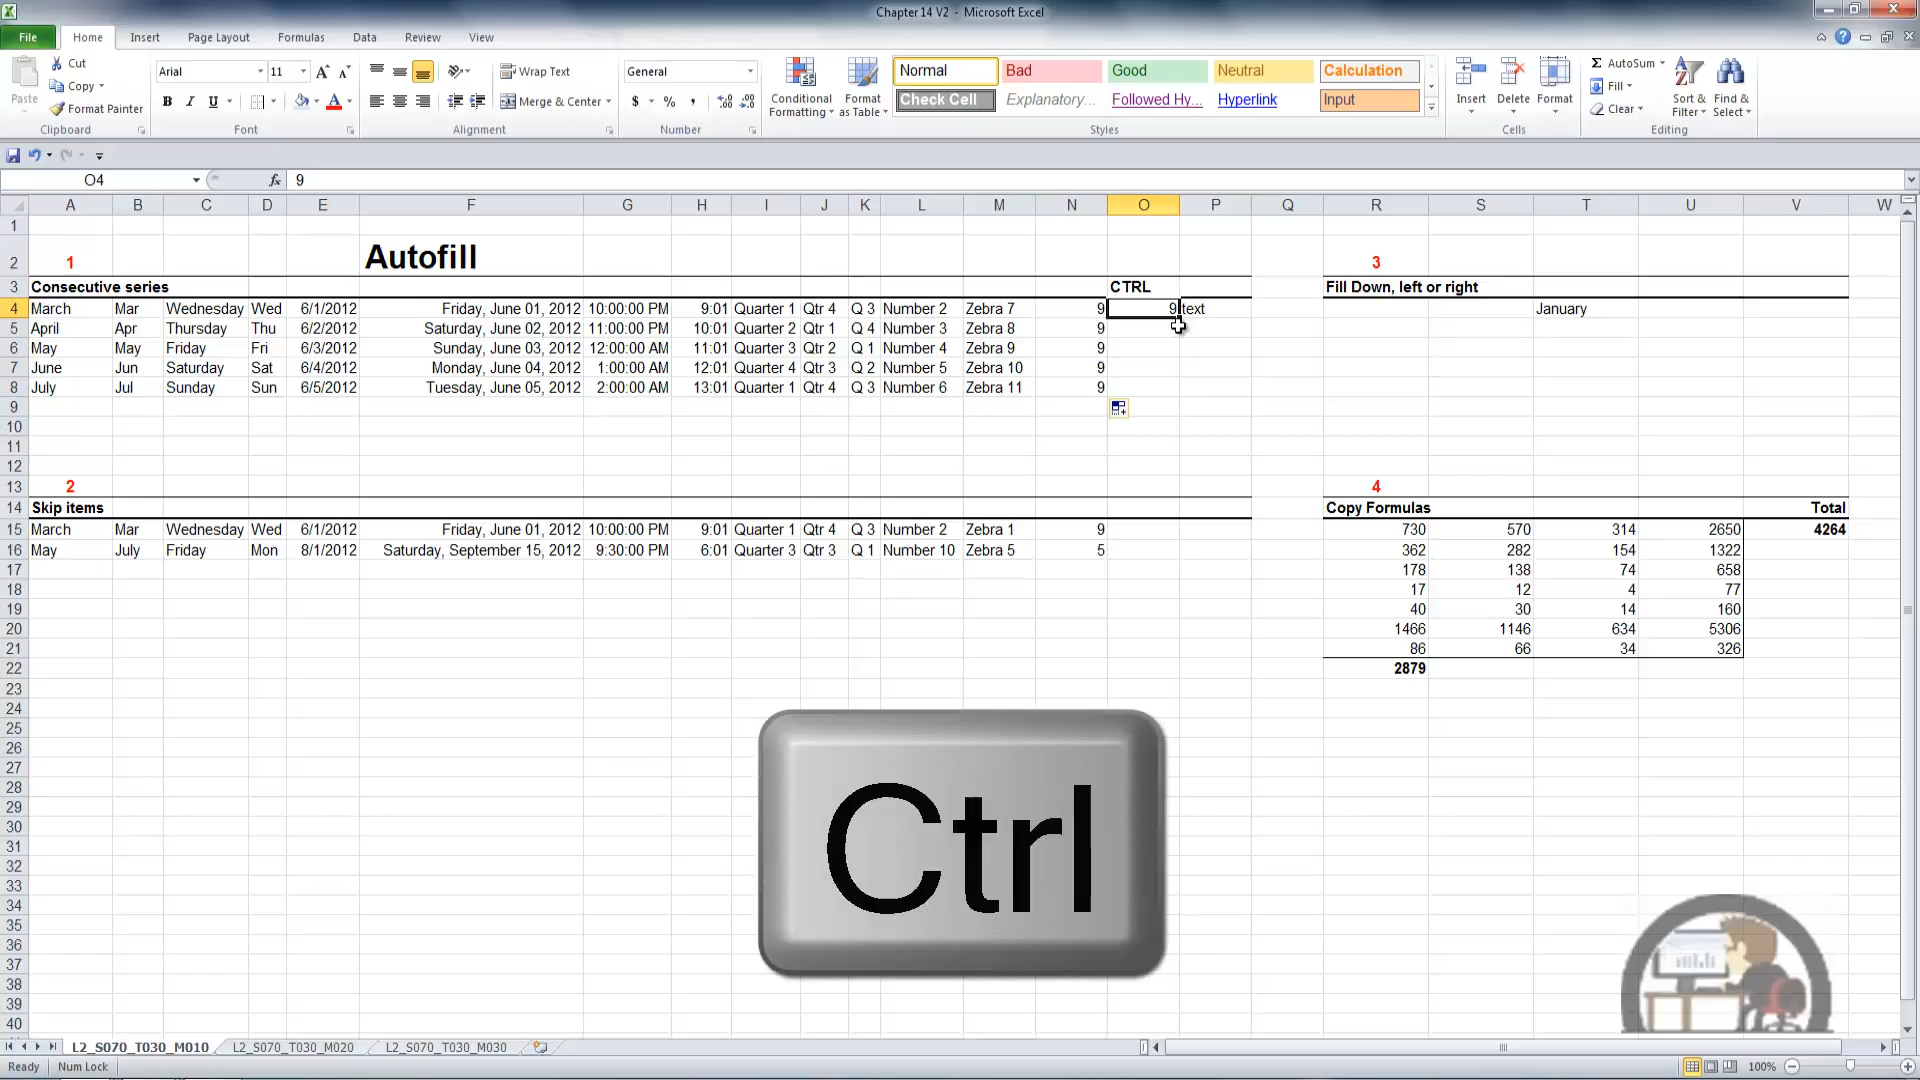 Chapter 14 V2 - Microsoft Excel
File Home Insert Page Layout Formulas Data Review View
Paste
Cut
Copy
Format Painter
Clipboard
Arial 11
B I U
Font
Wrap Text
Merge & Center
Alignment
General
$ % ,
Number
Conditional Formatting
Format as Table
Normal Bad Good Neutral Calculation
Check Cell Explanatory... Followed Hy... Hyperlink Input
Styles
Insert Delete Format
Cells
Σ AutoSum
Fill
Clear
Sort & Filter
Find & Select
Editing
O4 fx 9
A B C D E F G H I J K L M N O P Q R S T U V W
1
2 1 Autofill 3
3 Consecutive series CTRL Fill Down, left or right
4 March Mar Wednesday Wed 6/1/2012 Friday, June 01, 2012 10:00:00 PM 9:01 Quarter 1 Qtr 4 Q 3 Number 2 Zebra 7 9 9 text January
5 April Apr Thursday Thu 6/2/2012 Saturday, June 02, 2012 11:00:00 PM 10:01 Quarter 2 Qtr 1 Q 4 Number 3 Zebra 8 9
6 May May Friday Fri 6/3/2012 Sunday, June 03, 2012 12:00:00 AM 11:01 Quarter 3 Qtr 2 Q 1 Number 4 Zebra 9 9
7 June Jun Saturday Sat 6/4/2012 Monday, June 04, 2012 1:00:00 AM 12:01 Quarter 4 Qtr 3 Q 2 Number 5 Zebra 10 9
8 July Jul Sunday Sun 6/5/2012 Tuesday, June 05, 2012 2:00:00 AM 13:01 Quarter 1 Qtr 4 Q 3 Number 6 Zebra 11 9
9
10
11
12
13 2 4
14 Skip items Copy Formulas Total
15 March Mar Wednesday Wed 6/1/2012 Friday, June 01, 2012 10:00:00 PM 9:01 Quarter 1 Qtr 4 Q 3 Number 2 Zebra 1 9 730 570 314 2650 4264
16 May July Friday Mon 8/1/2012 Saturday, September 15, 2012 9:30:00 PM 6:01 Quarter 3 Qtr 3 Q 1 Number 10 Zebra 5 5 362 282 154 1322
17 178 138 74 658
18 17 12 4 77
19 40 30 14 160
20 1466 1146 634 5306
21 86 66 34 326
22 2879
23
24
25
26
27
28
29
30
31
32
33
34
35
36
37
38
39
40
Ctrl
L2_S070_T030_M010 L2_S070_T030_M020 L2_S070_T030_M030
Ready Num Lock 100%